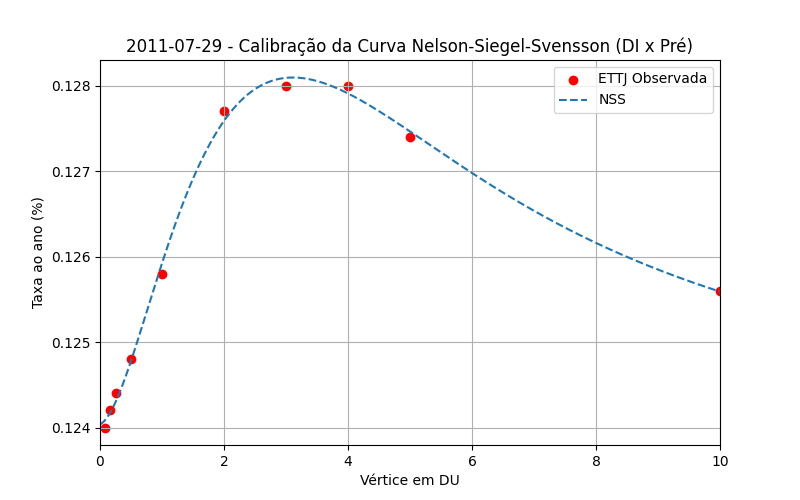 2011-07-29 - Calibração da Curva Nelson-Siegel-Svensson (DI x Pré)
ETTJ Observada
NSS
Taxa ao ano (%)
0.128
0.127
0.126
0.125
0.124
0 2 4 6 8 10
Vértice em DU